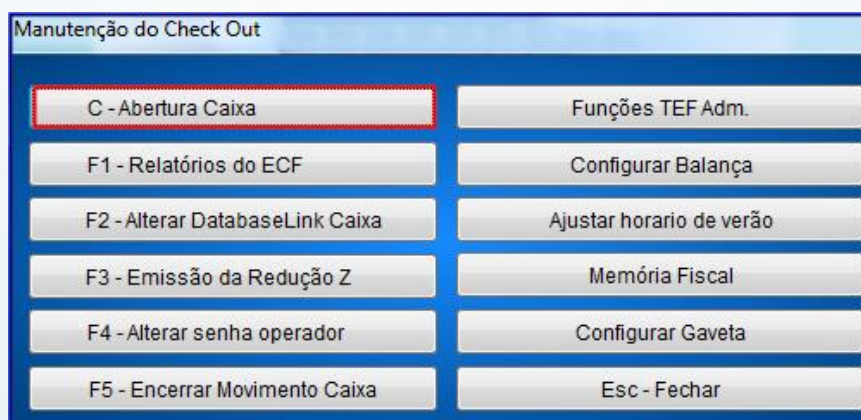 Manutenção do Check Out
C - Abertura Caixa
Funções TEF Adm.
F1 - Relatórios do ECF
Configurar Balança
F2 - Alterar DatabaseLink Caixa
Ajustar horario de verão
F3 - Emissão da Redução Z
Memória Fiscal
F4 - Alterar senha operador
Configurar Gaveta
F5 - Encerrar Movimento Caixa
Esc - Fechar